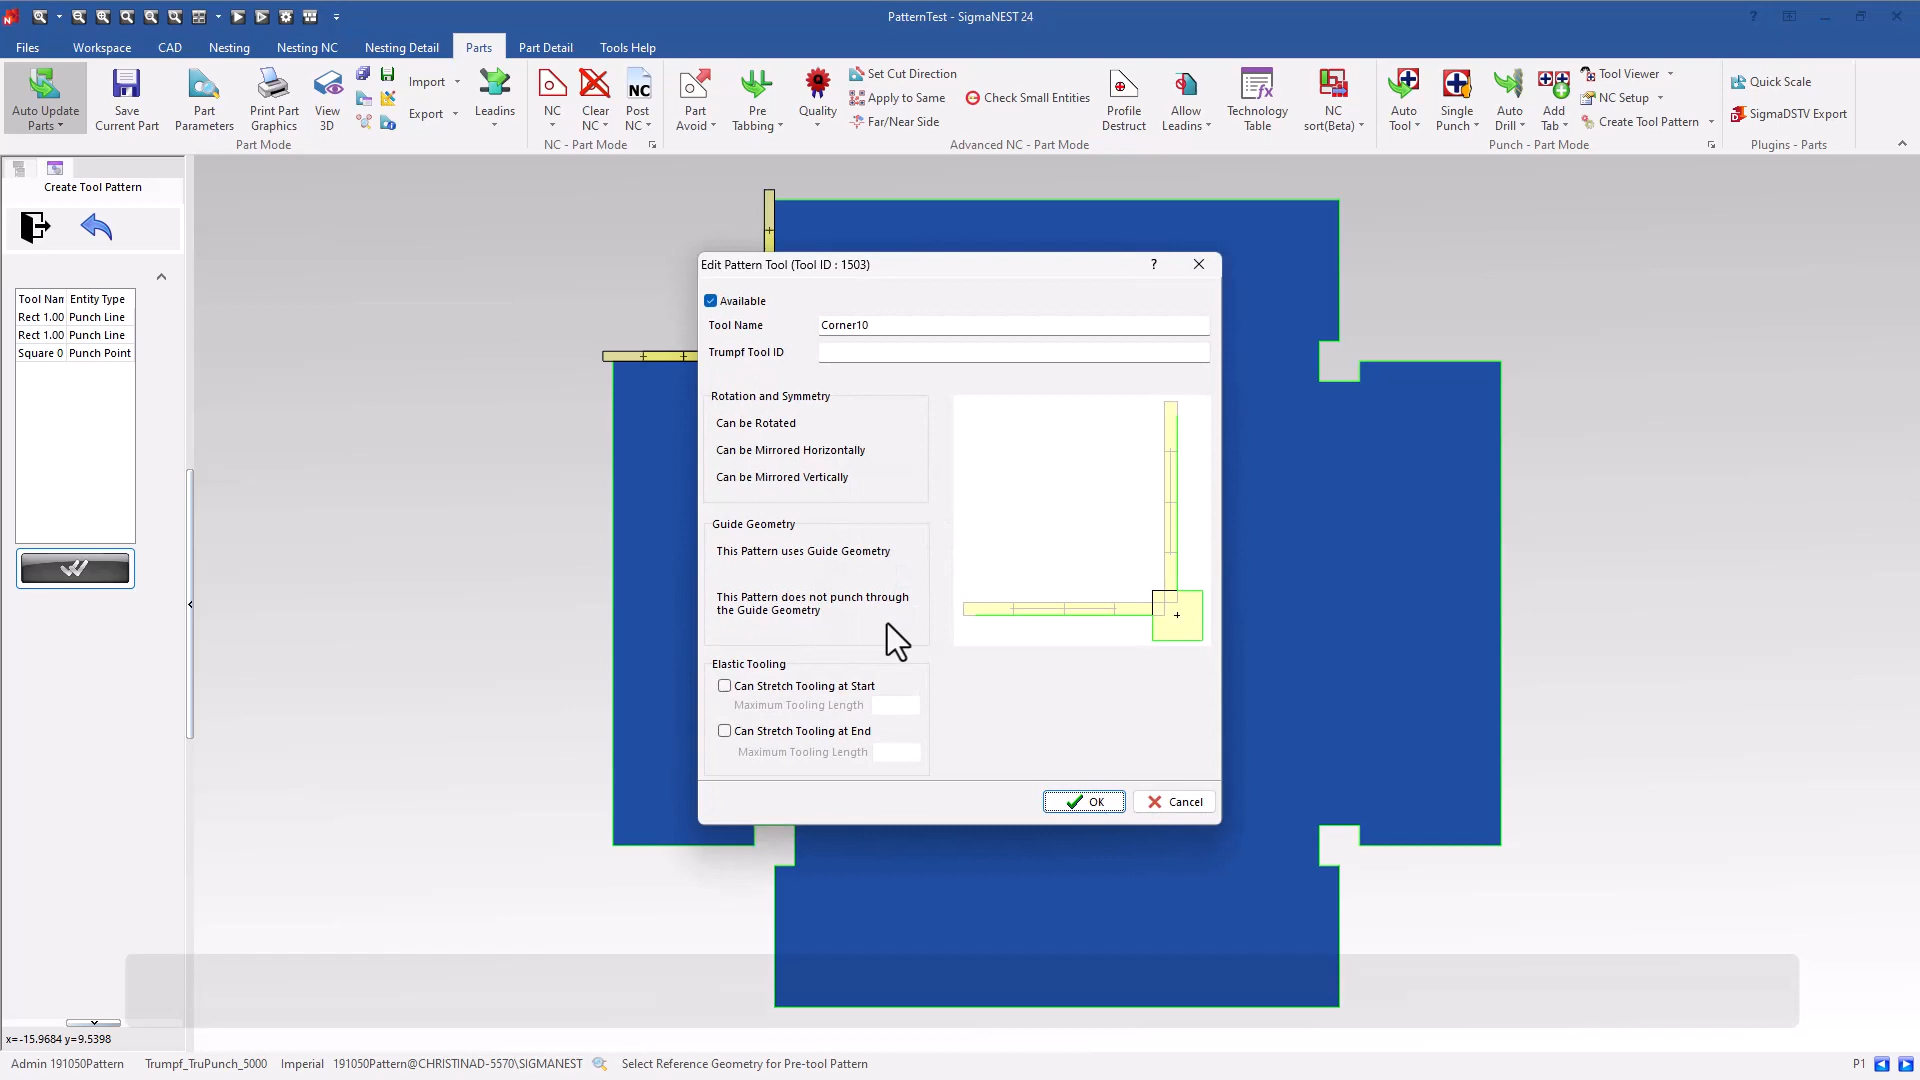 PatternTest - SigmaNEST 24
Files Workspace CAD Nesting Nesting NC Nesting Detail Parts Part Detail Tools Help
Auto Update Parts
Save Current Part
Part Parameters
Print Part Graphics
View 3D
Import
Export
Leadins
Part Mode
NC
Clear NC
Post NC
NC - Part Mode
Part Avoid
Pre Tabbing
Quality
Set Cut Direction
Apply to Same
Far/Near Side
Check Small Entities
Profile Destruct
Allow Leadins
Technology Table
NC sort(Beta)
Advanced NC - Part Mode
Auto Tool
Single Punch
Auto Drill
Add Tab
Tool Viewer
NC Setup
Create Tool Pattern
Punch - Part Mode
Quick Scale
SigmaDSTV Export
Plugins - Parts
Create Tool Pattern
Tool Nam Entity Type
Rect 1.00 Punch Line
Rect 1.00 Punch Line
Square 0 Punch Point
Edit Pattern Tool (Tool ID : 1503)
Available
Tool Name Corner10
Trumpf Tool ID
Rotation and Symmetry
Can be Rotated
Can be Mirrored Horizontally
Can be Mirrored Vertically
Guide Geometry
This Pattern uses Guide Geometry
This Pattern does not punch through
the Guide Geometry
Elastic Tooling
Can Stretch Tooling at Start
Maximum Tooling Length
Can Stretch Tooling at End
Maximum Tooling Length
OK Cancel
x=-15.9684 y=9.5398
Admin 191050Pattern Trumpf_TruPunch_5000 Imperial 191050Pattern@CHRISTINAD-5570\SIGMANEST Select Reference Geometry for Pre-tool Pattern P1